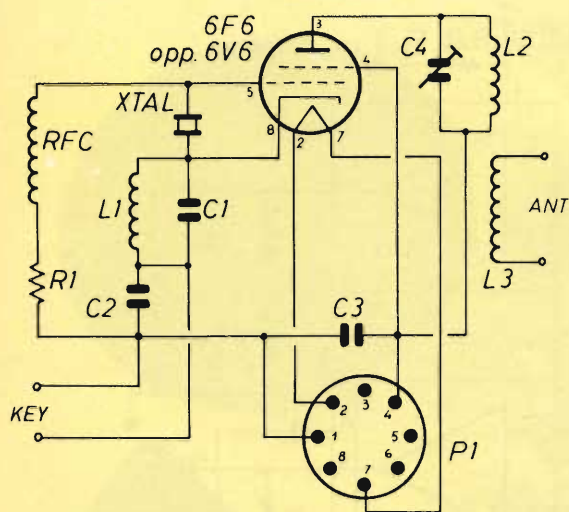 6F6
opp. 6V6
3
4
5
8
2
7
C4
L2
XTAL
RFC
L1
C1
R1
C2
C3
L3
ANT
KEY
3
2
4
1
5
8
6
7
P1